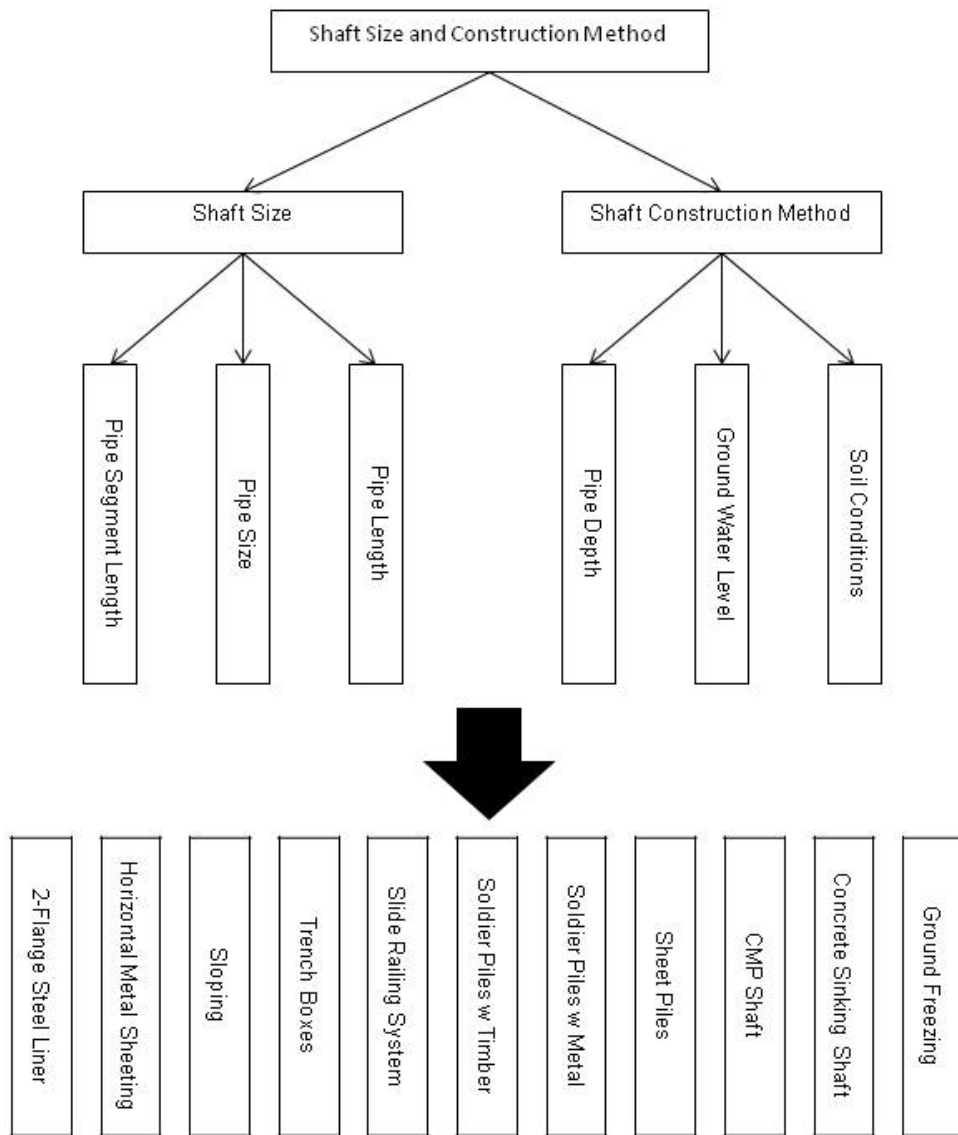 Shaft Size and Construction Method
Shaft Size
Shaft Construction Method
Pipe Segment Length
Pipe Size
Pipe Length
Pipe Depth
Ground Water Level
Soil Conditions
2-Flange Steel Liner
Horizontal Metal Sheeting
Sloping
Trench Boxes
Slide Railing System
Soldier Piles w Timber
Soldier Piles w Metal
Sheet Piles
CMP Shaft
Concrete Sinking Shaft
Ground Freezing